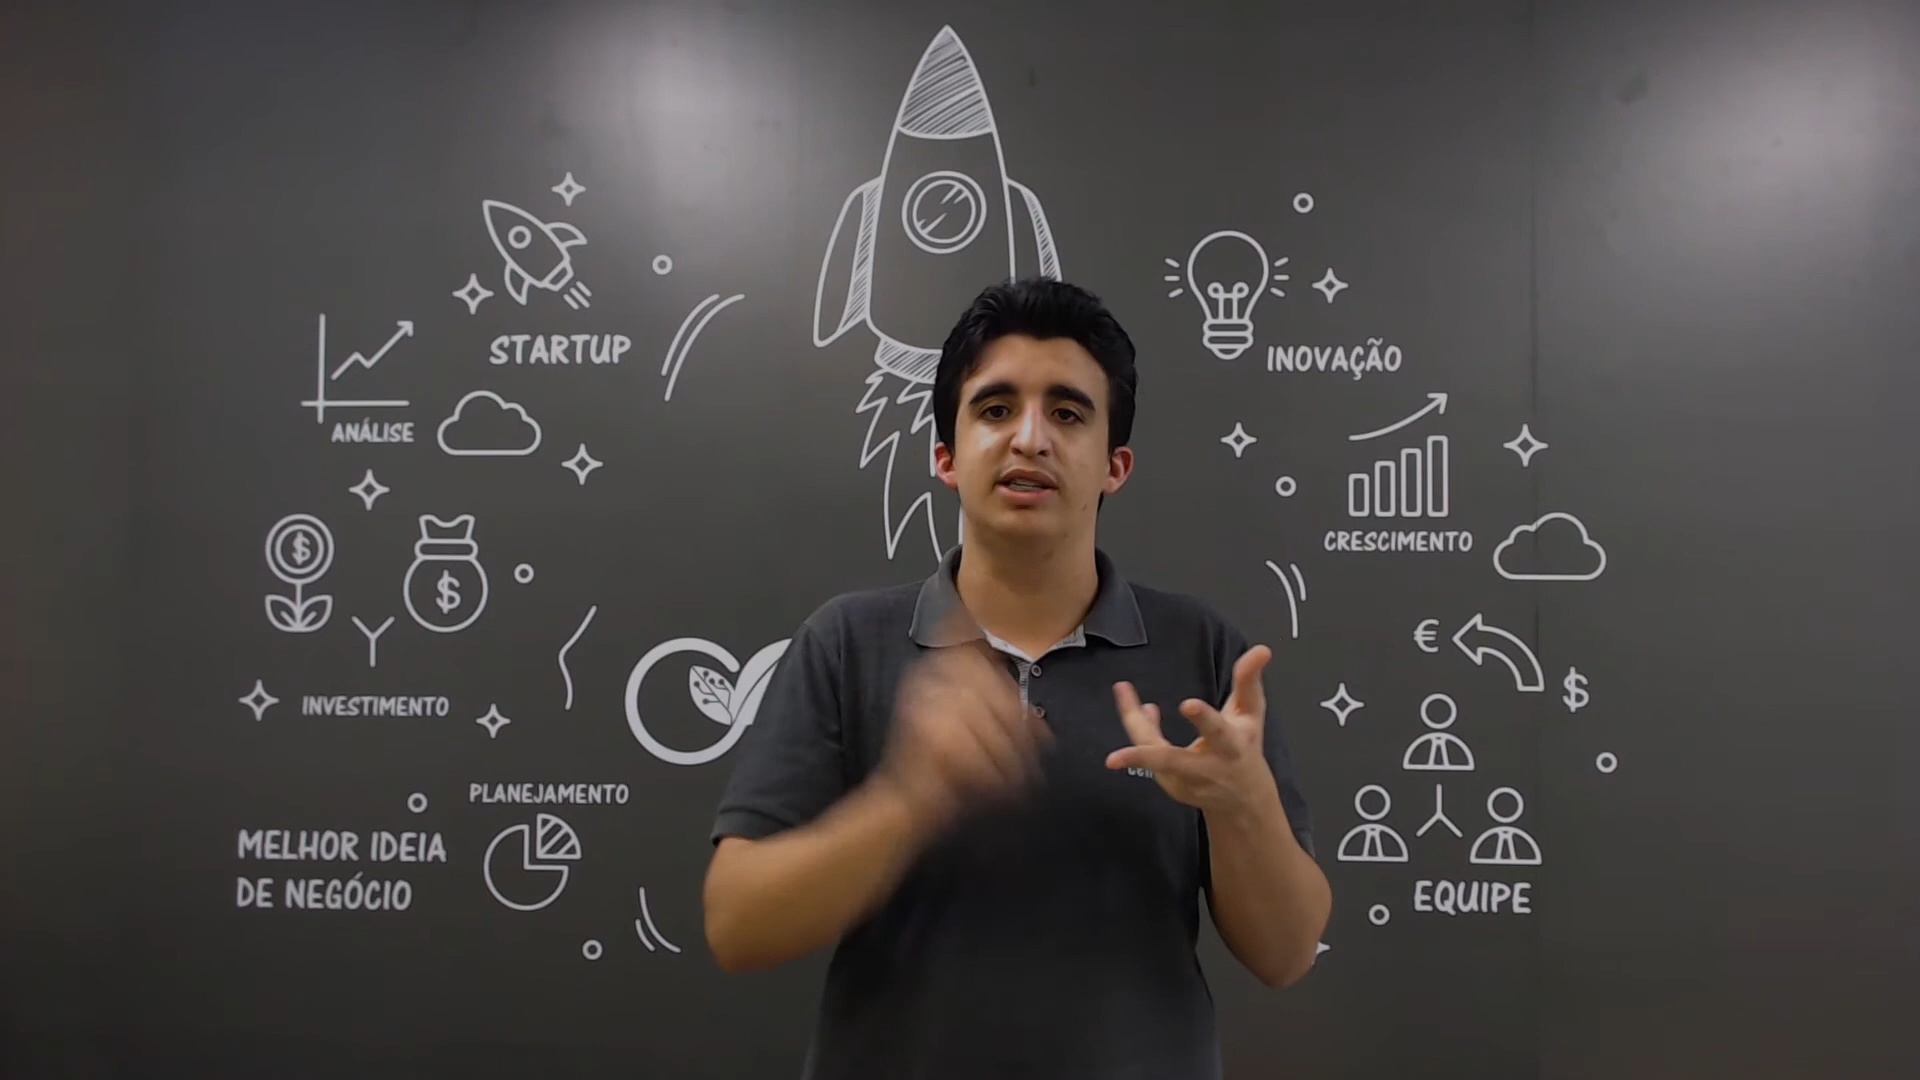 STARTUP
INOVAÇÃO
ANÁLISE
CRESCIMENTO
€
$
$
$
INVESTIMENTO
PLANEJAMENTO
MELHOR IDEIA
DE NEGÓCIO
EQUIPE